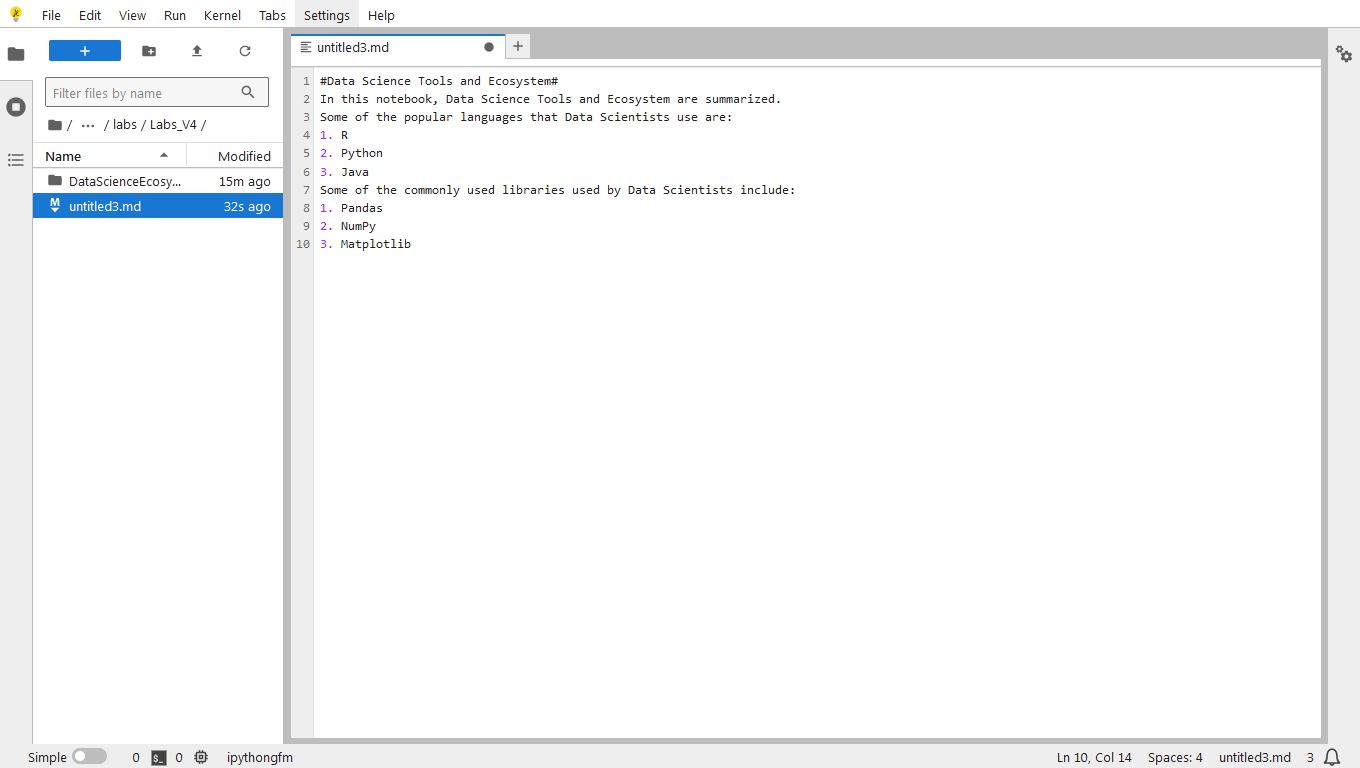 File Edit View Run Kernel Tabs Settings Help
untitled3.md
Filter files by name
/ ... / labs / Labs_V4 /
Name Modified
DataScienceEcosy... 15m ago
untitled3.md 32s ago
1 #Data Science Tools and Ecosystem#
2 In this notebook, Data Science Tools and Ecosystem are summarized.
3 Some of the popular languages that Data Scientists use are:
4 1. R
5 2. Python
6 3. Java
7 Some of the commonly used libraries used by Data Scientists include:
8 1. Pandas
9 2. NumPy
10 3. Matplotlib
Simple 0 $_ 0 ipythongfm Ln 10, Col 14 Spaces: 4 untitled3.md 3